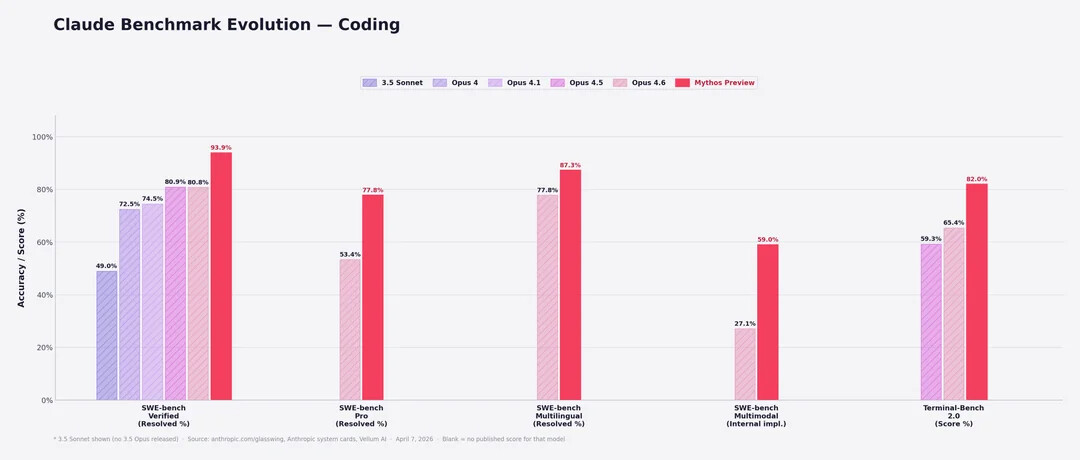 Claude Benchmark Evolution — Coding
3.5 Sonnet Opus 4 Opus 4.1 Opus 4.5 Opus 4.6 Mythos Preview
Accuracy / Score (%)
100%
80%
60%
40%
20%
0%
49.0%
72.5%
74.5%
80.9%
80.8%
93.9%
53.4%
77.8%
77.8%
87.3%
27.1%
59.0%
59.3%
65.4%
82.0%
SWE-bench
Verified
(Resolved %)
SWE-bench
Pro
(Resolved %)
SWE-bench
Multilingual
(Resolved %)
SWE-bench
Multimodal
(Internal impl.)
Terminal-Bench
2.0
(Score %)
* 3.5 Sonnet shown (no 3.5 Opus released) · Source: anthropic.com/glasswing, Anthropic system cards, Vellum AI · April 7, 2026 · Blank = no published score for that model